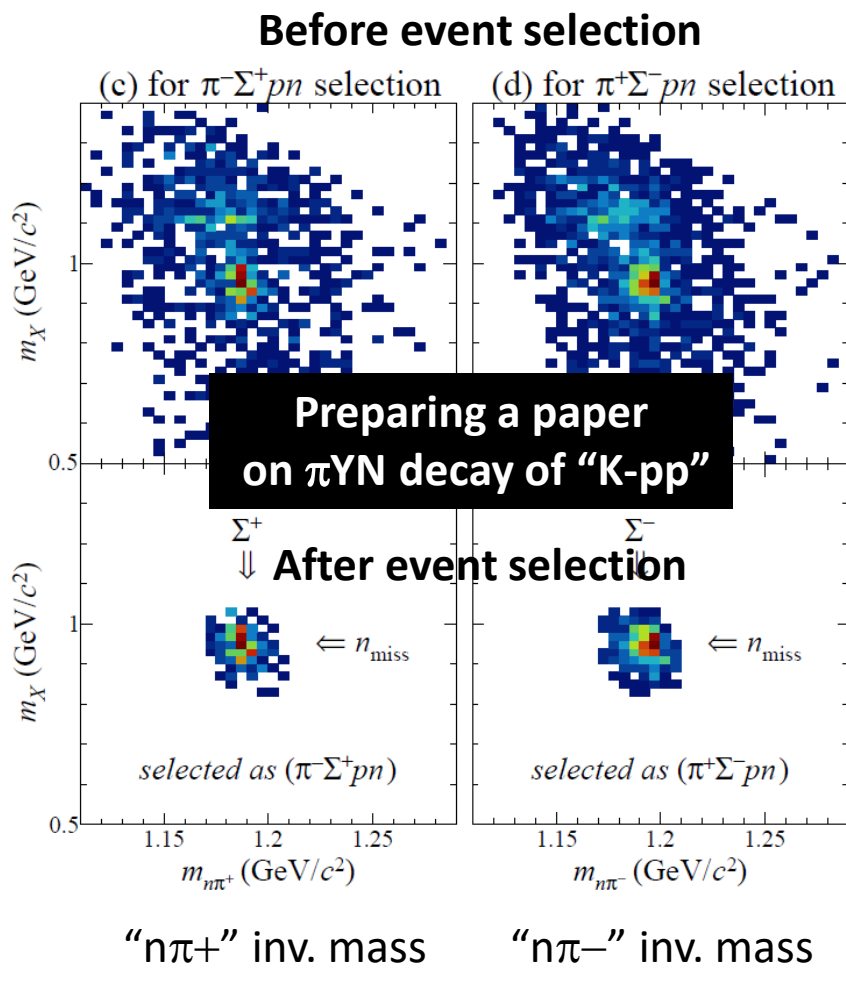 Before event selection
(c) for π⁻Σ⁺pn selection
(d) for π⁺Σ⁻pn selection
m_X (GeV/c²)
1
0.5
Preparing a paper
on πYN decay of “K-pp”
Σ⁺
Σ⁻
⇓
⇓
After event selection
m_X (GeV/c²)
1
0.5
⇐ n_miss
⇐ n_miss
selected as (π⁻Σ⁺pn)
selected as (π⁺Σ⁻pn)
1.15 1.2 1.25
1.15 1.2 1.25
m_nπ⁺ (GeV/c²)
m_nπ⁻ (GeV/c²)
“nπ+” inv. mass
“nπ−” inv. mass